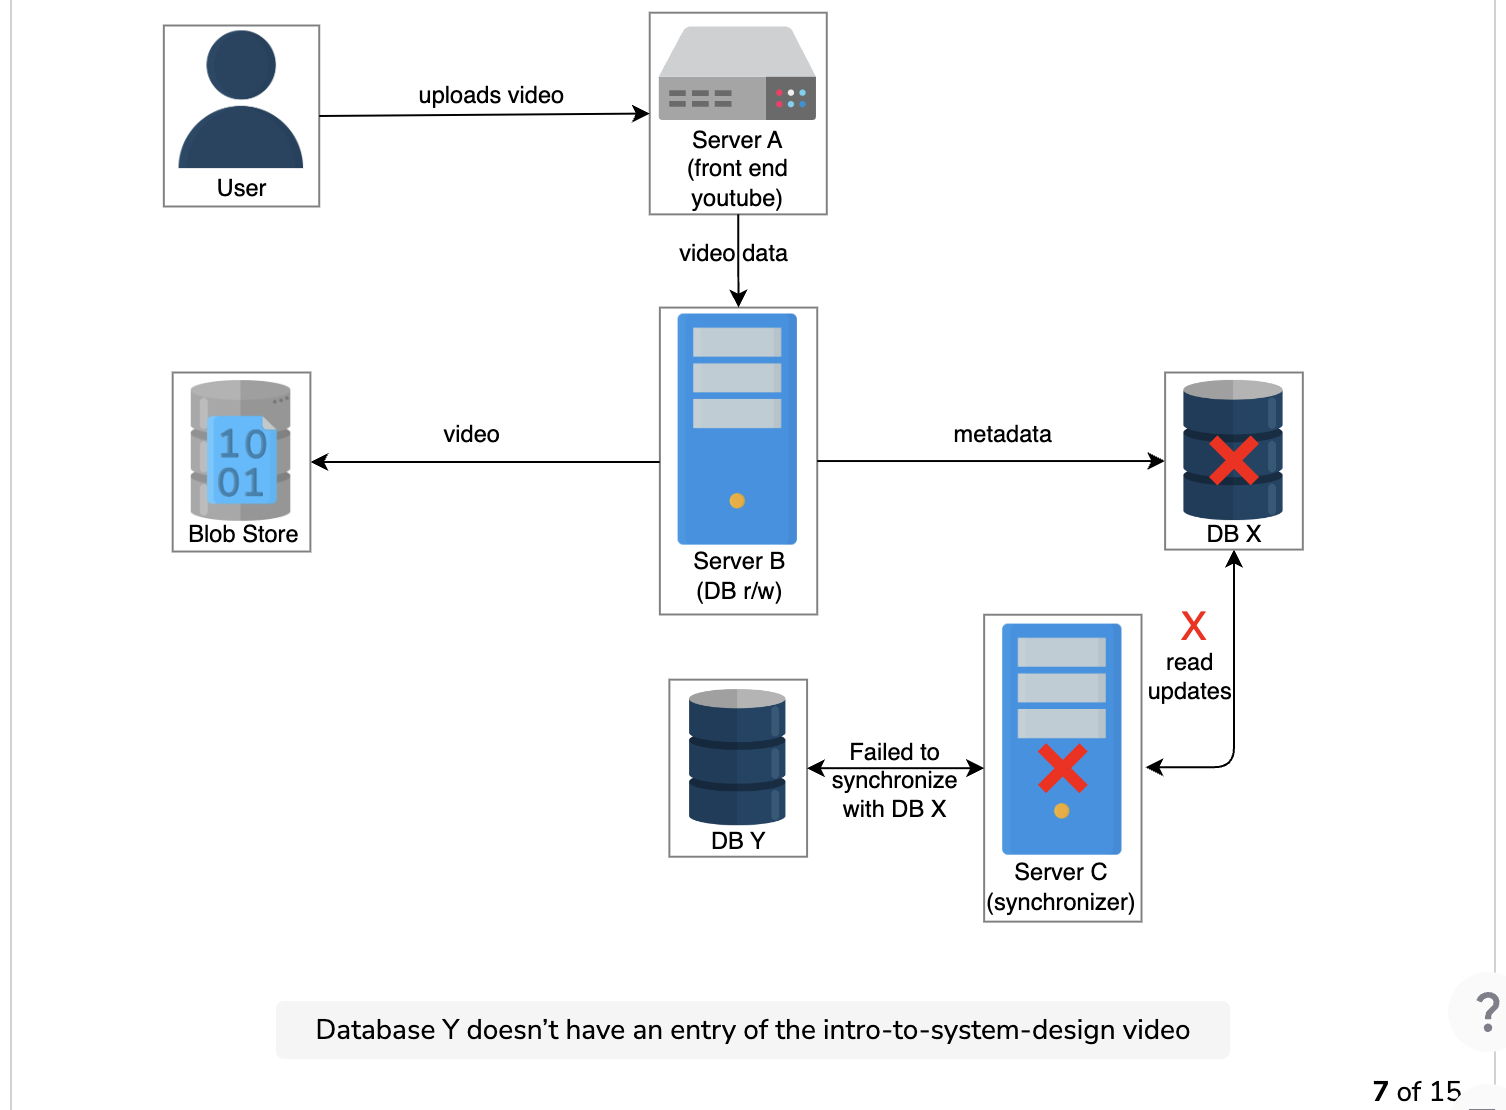 uploads video
User
Server A
(front end
youtube)
video data
video
metadata
10
01
Blob Store
Server B
(DB r/w)
DB X
X
read
updates
Failed to
synchronize
with DB X
DB Y
Server C
(synchronizer)
Database Y doesn’t have an entry of the intro-to-system-design video
?
7 of 15